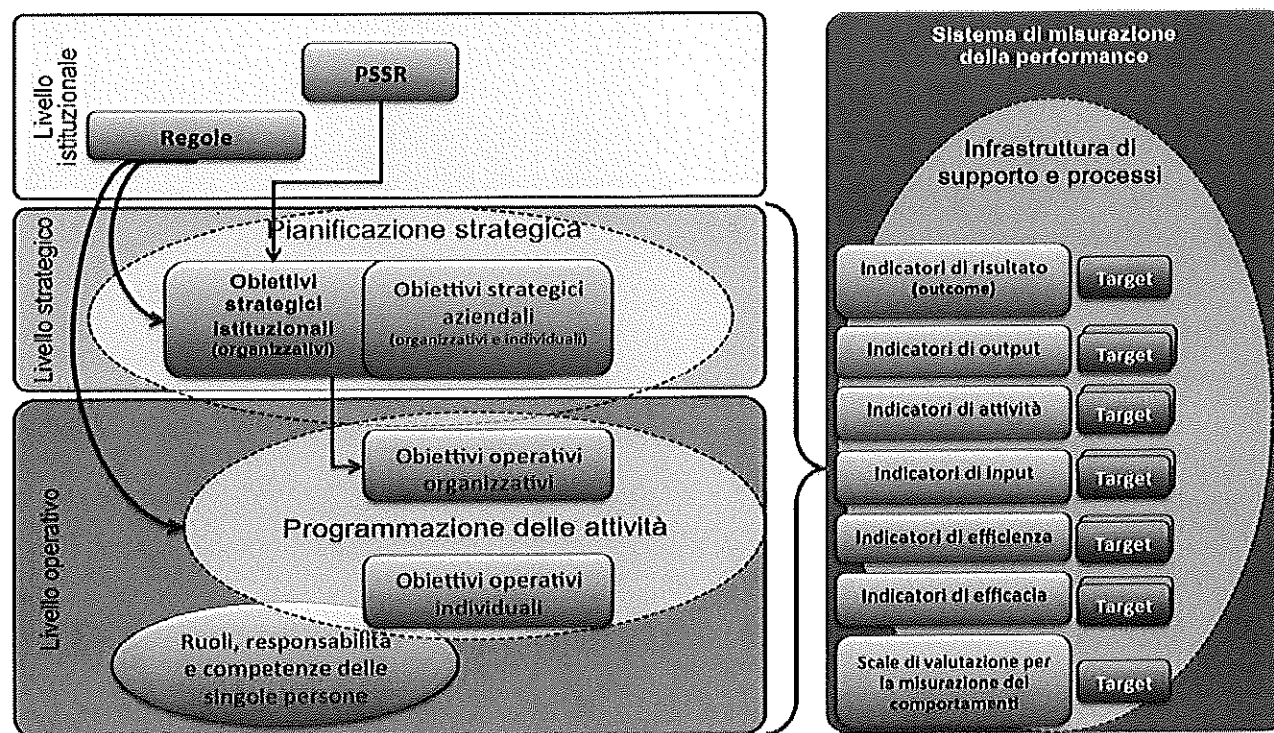 Livello
istituzionale
PSSR
Regole
Livello strategico
Pianificazione strategica
Obiettivi
strategici
istituzionali
(organizzativi)
Obiettivi strategici
aziendali
(organizzativi e individuali)
Livello operativo
Obiettivi operativi
organizzativi
Programmazione delle attività
Obiettivi operativi
individuali
Ruoli, responsabilità
e competenze delle
singole persone
Sistema di misurazione
della performance
Infrastruttura di
supporto e processi
Indicatori di risultato
(outcome)
Target
Indicatori di output
Target
Indicatori di attività
Target
Indicatori di input
Target
Indicatori di efficienza
Target
Indicatori di efficacia
Target
Scale di valutazione per
la misurazione dei
comportamenti
Target